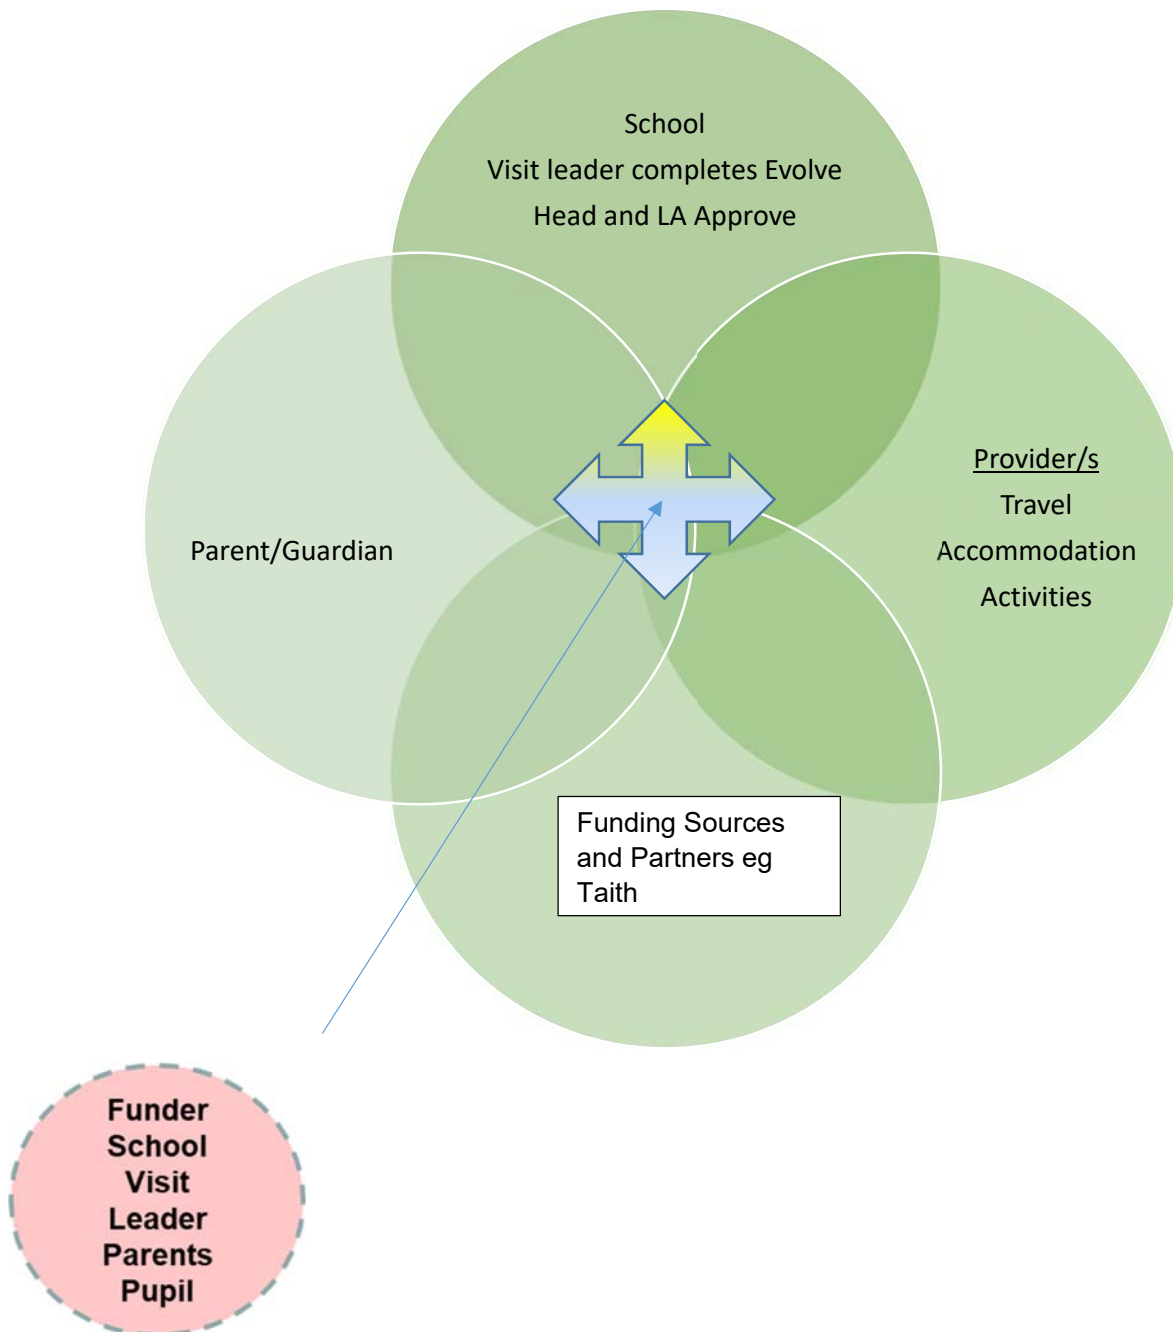 School
Visit leader completes Evolve
Head and LA Approve
Parent/Guardian
Provider/s
Travel
Accommodation
Activities
Funding Sources
and Partners eg
Taith
Funder
School
Visit
Leader
Parents
Pupil